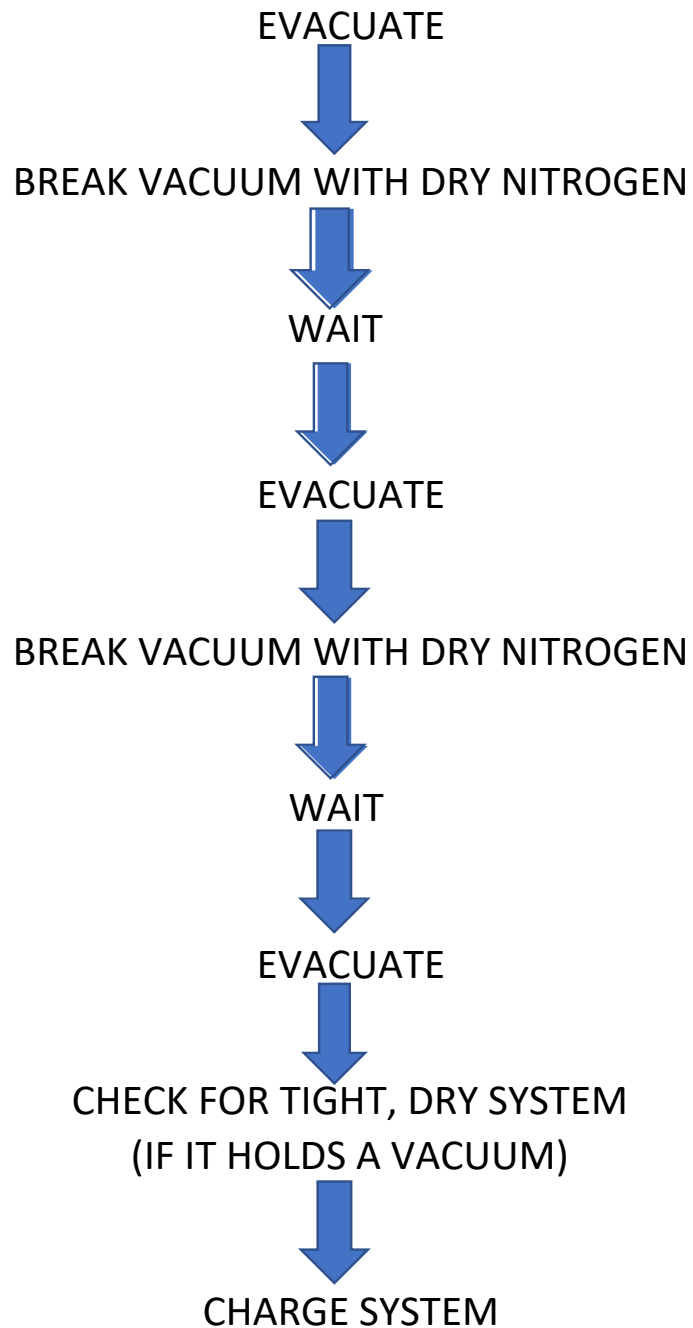 EVACUATE
BREAK VACUUM WITH DRY NITROGEN
WAIT
EVACUATE
BREAK VACUUM WITH DRY NITROGEN
WAIT
EVACUATE
CHECK FOR TIGHT, DRY SYSTEM
(IF IT HOLDS A VACUUM)
CHARGE SYSTEM